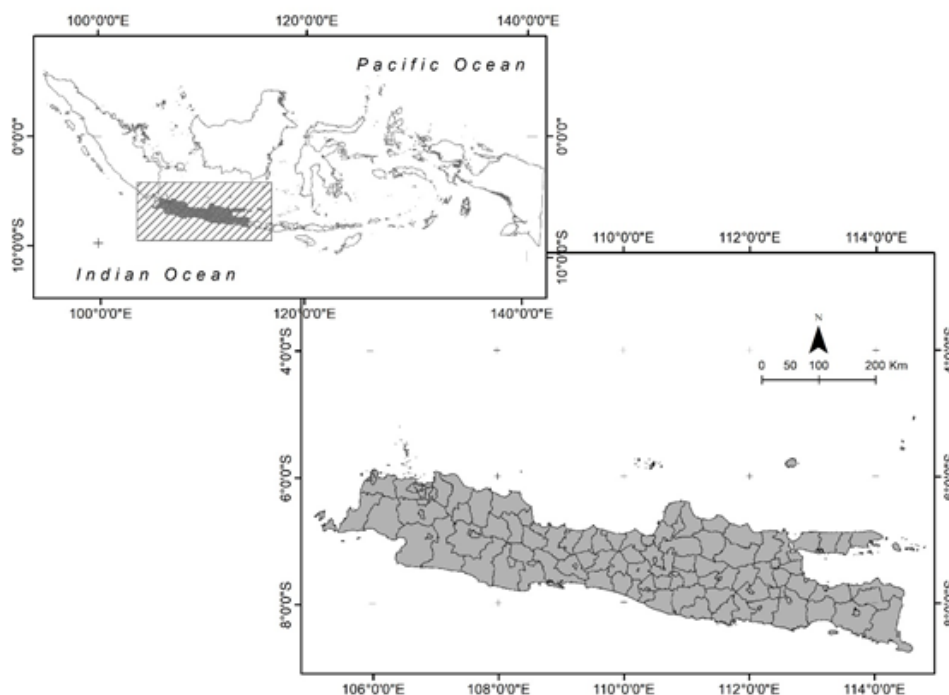 100°0'0"E 120°0'0"E 140°0'0"E
Pacific Ocean
0°0'0" 0°0'0"
10°0'0"S 10°0'0"S
Indian Ocean
100°0'0"E 120°0'0"E 140°0'0"E
110°0'0"E 112°0'0"E 114°0'0"E
N
0 50 100 200 Km
4°0'0"S 4°0'0"S
6°0'0"S 6°0'0"S
8°0'0"S 8°0'0"S
106°0'0"E 108°0'0"E 110°0'0"E 112°0'0"E 114°0'0"E